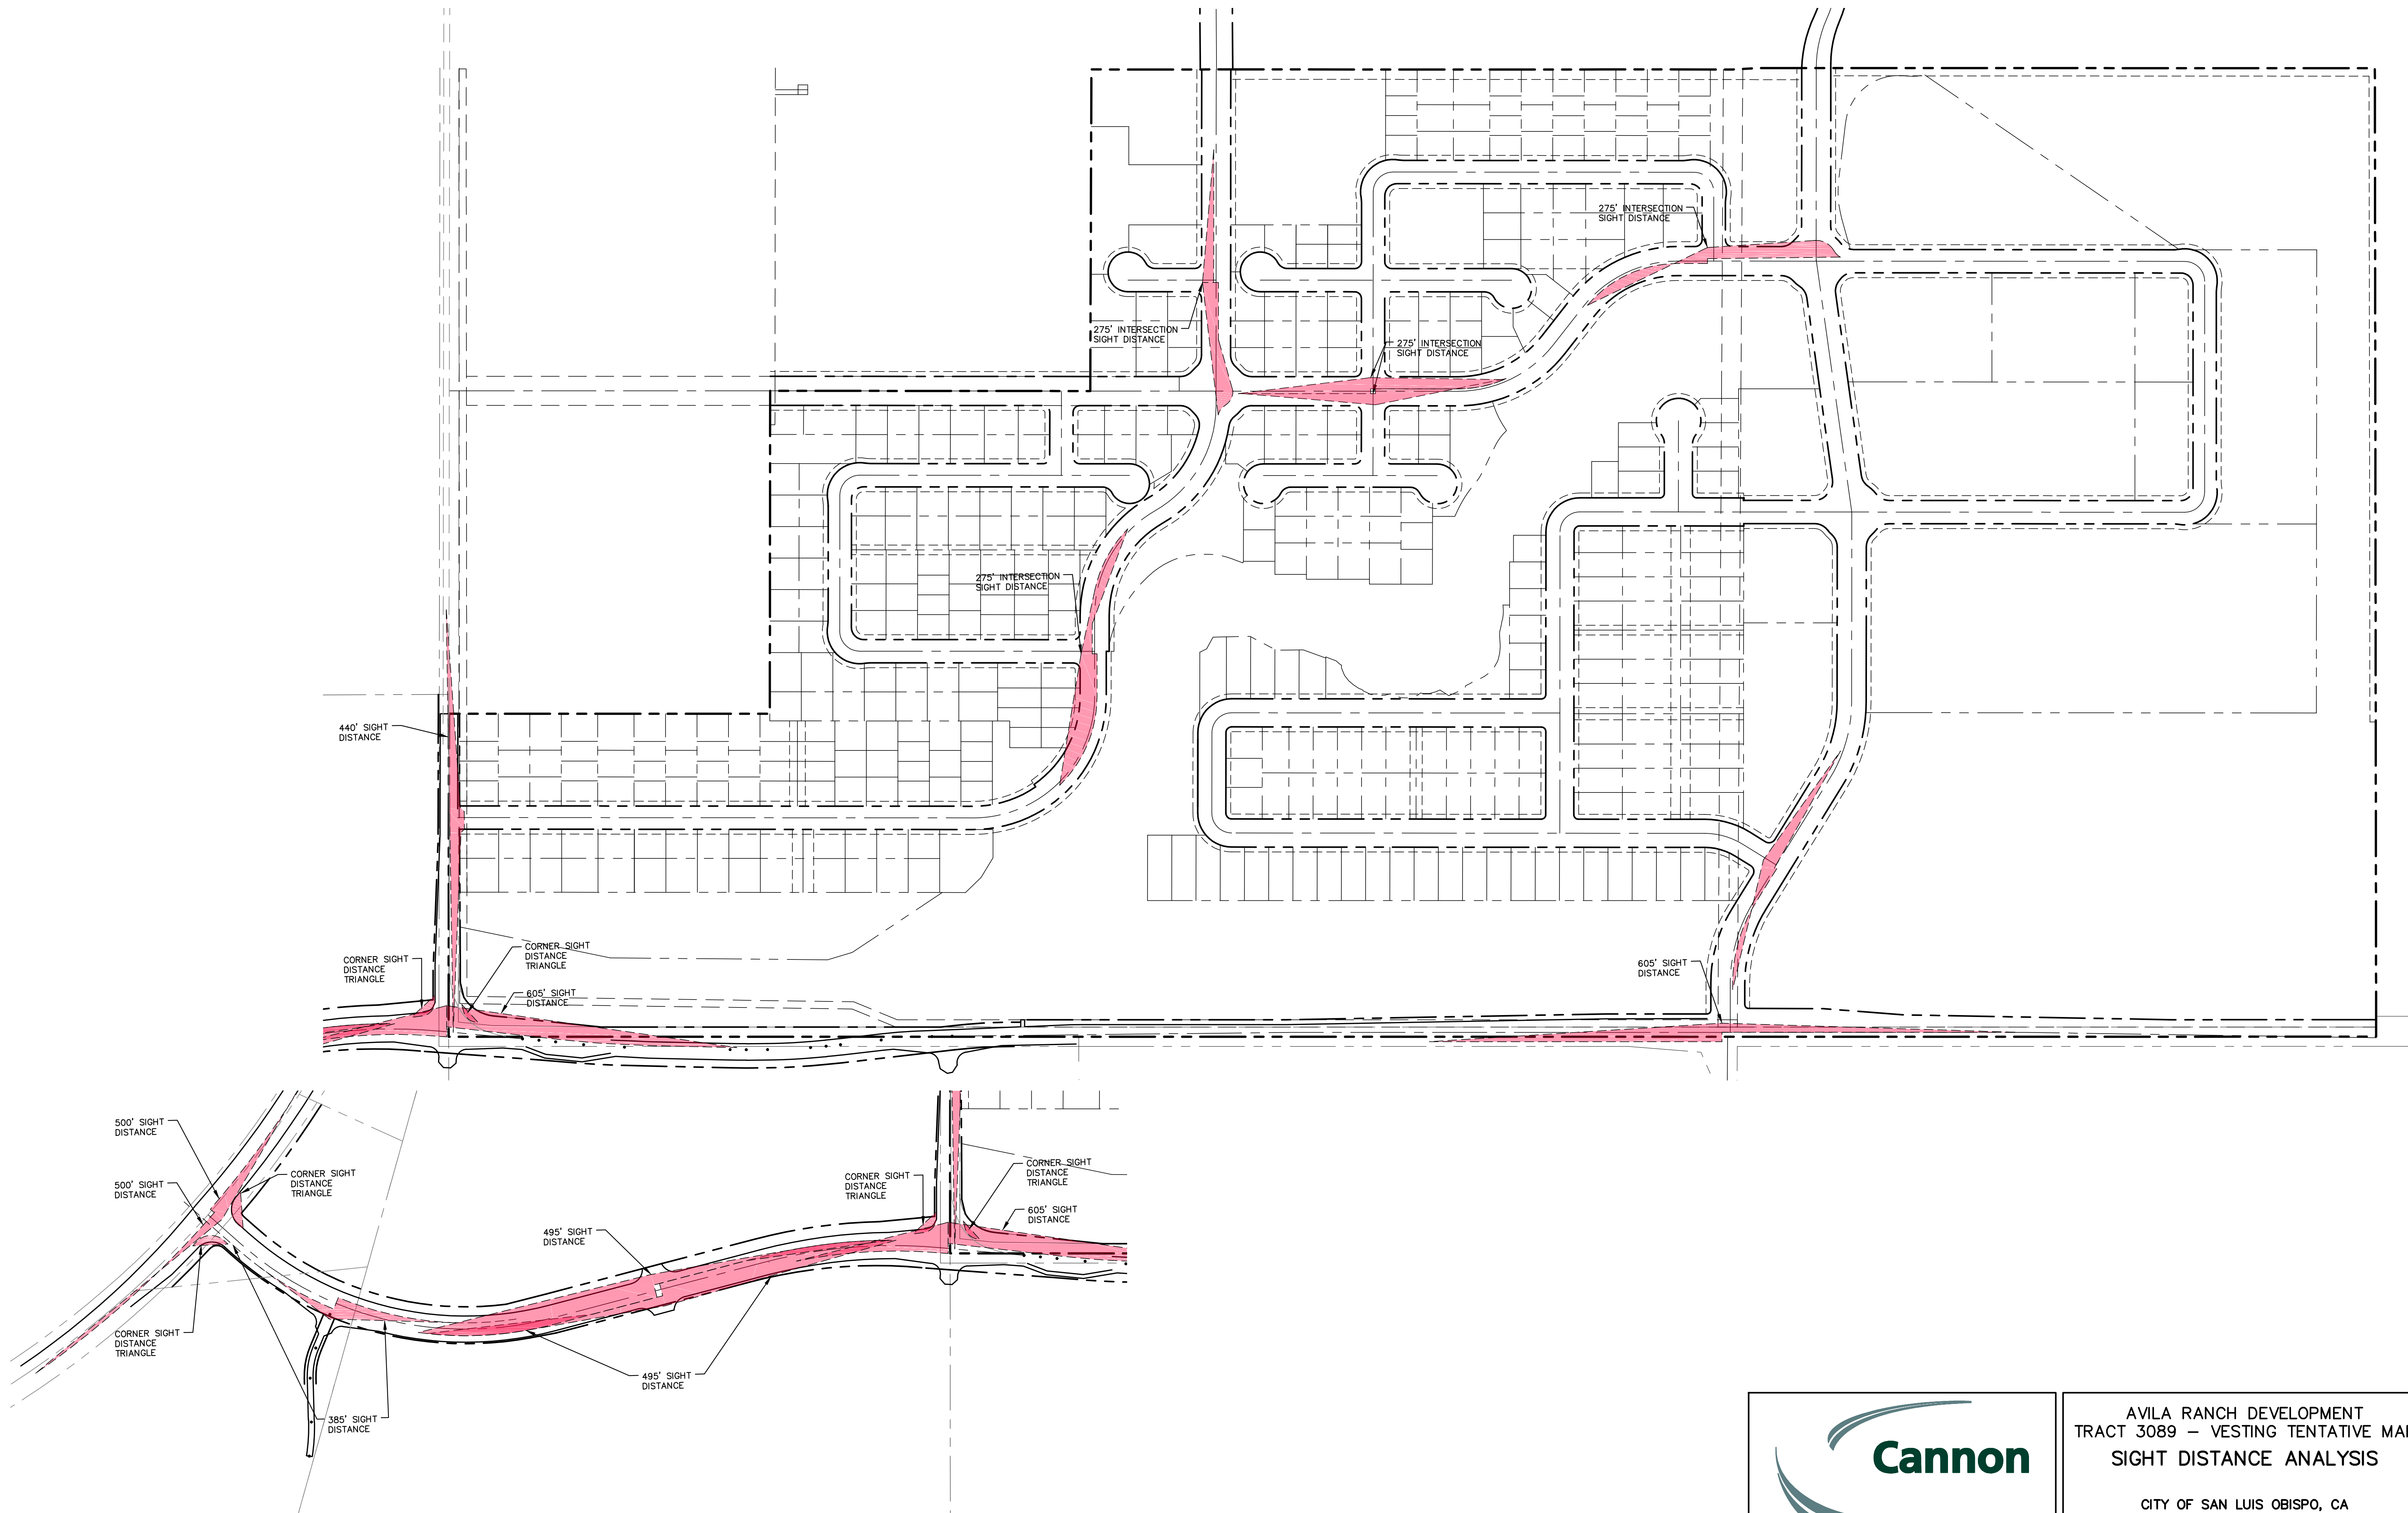 275' INTERSECTION
SIGHT DISTANCE
275' INTERSECTION
SIGHT DISTANCE
275' INTERSECTION
SIGHT DISTANCE
275' INTERSECTION
SIGHT DISTANCE
440' SIGHT
DISTANCE
CORNER SIGHT
DISTANCE
TRIANGLE
CORNER SIGHT
DISTANCE
TRIANGLE
605' SIGHT
DISTANCE
605' SIGHT
DISTANCE
500' SIGHT
DISTANCE
500' SIGHT
DISTANCE
CORNER SIGHT
DISTANCE
TRIANGLE
CORNER SIGHT
DISTANCE
TRIANGLE
385' SIGHT
DISTANCE
495' SIGHT
DISTANCE
495' SIGHT
DISTANCE
CORNER SIGHT
DISTANCE
TRIANGLE
CORNER SIGHT
DISTANCE
TRIANGLE
605' SIGHT
DISTANCE
Cannon
AVILA RANCH DEVELOPMENT
TRACT 3089 – VESTING TENTATIVE MAP
SIGHT DISTANCE ANALYSIS
CITY OF SAN LUIS OBISPO, CA